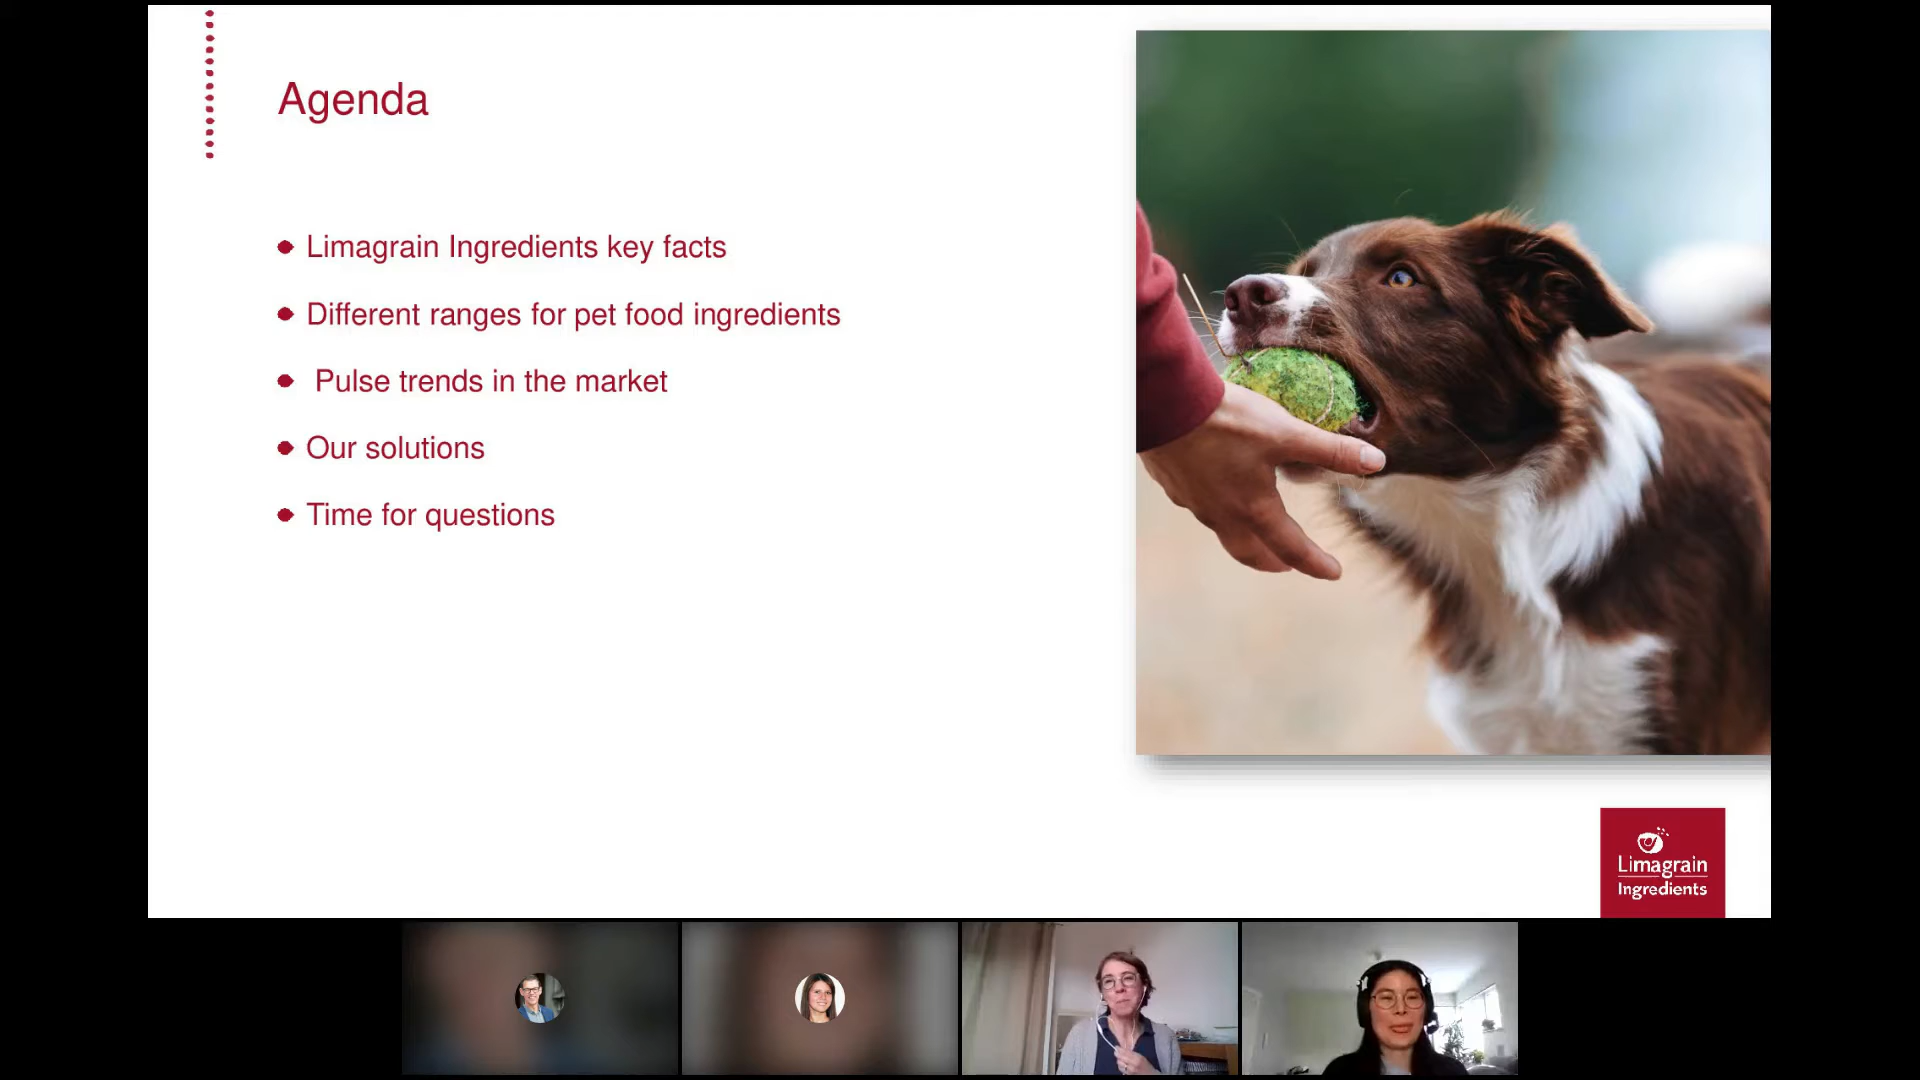 Agenda
Limagrain Ingredients key facts
Different ranges for pet food ingredients
Pulse trends in the market
Our solutions
Time for questions
Limagrain
Ingredients